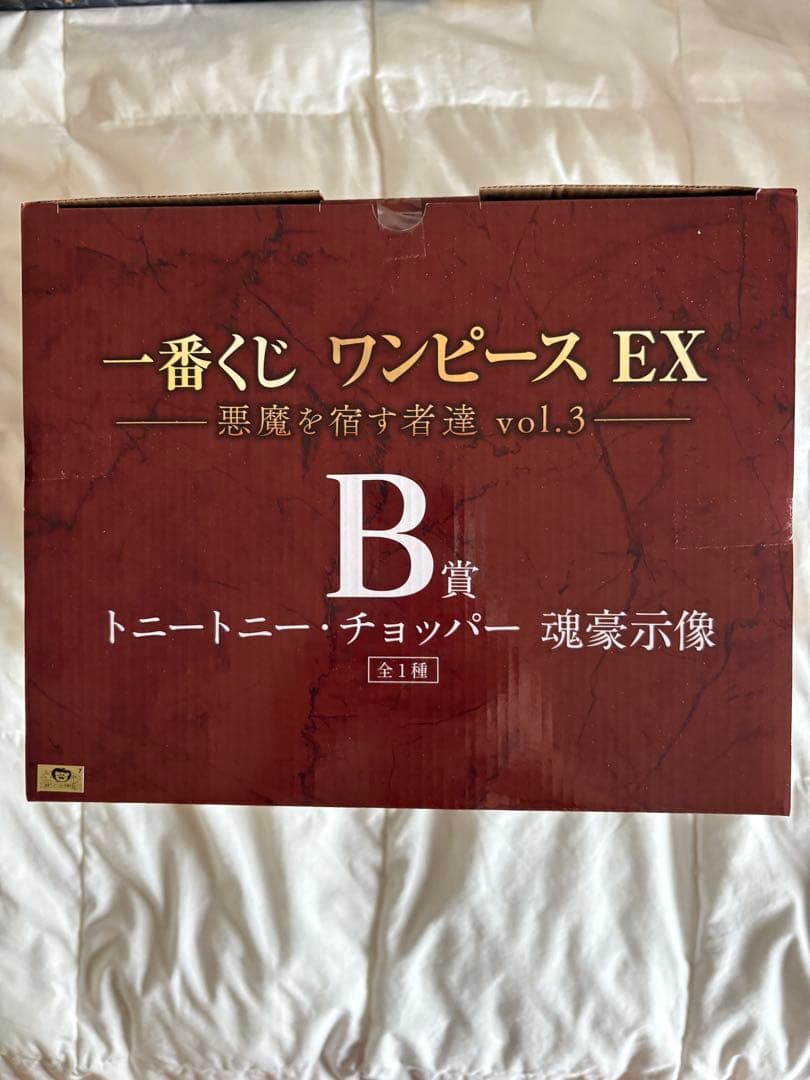 一番くじ ワンピース EX
悪魔を宿す者達 vol.3
B賞
トニートニー・チョッパー 魂豪示像
全1種